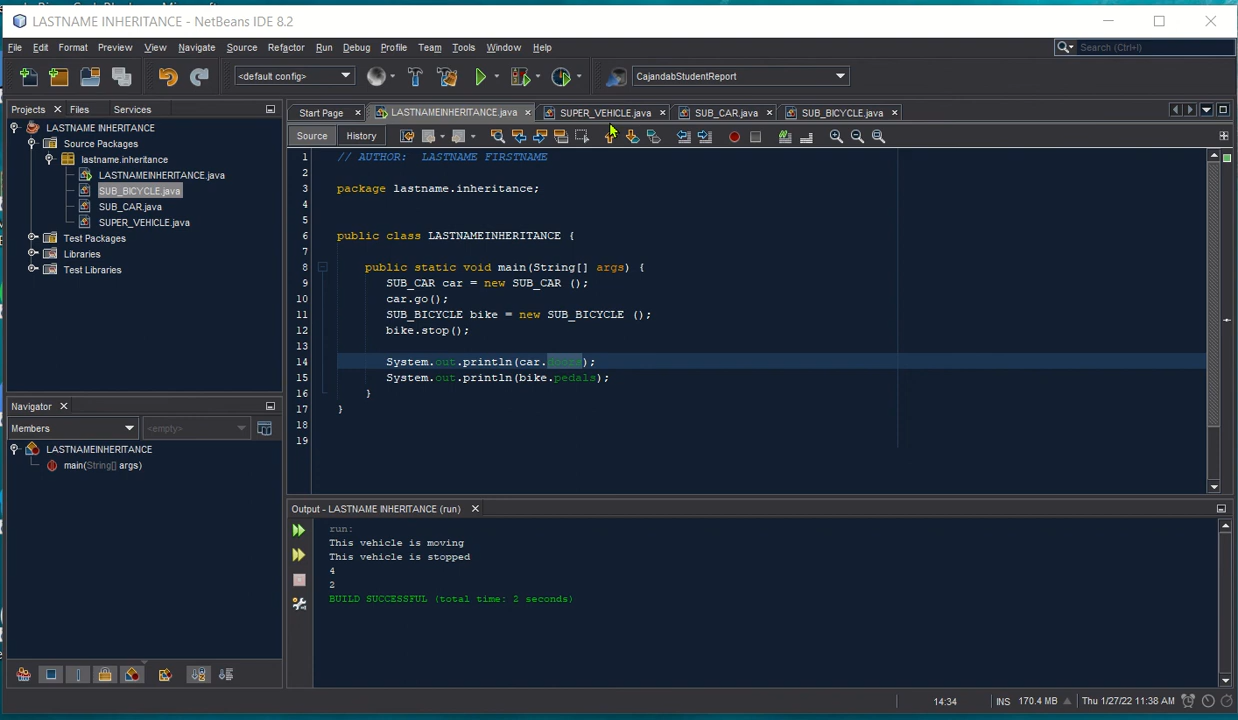 LASTNAME INHERITANCE - NetBeans IDE 8.2
File Edit Format Preview View Navigate Source Refactor Run Debug Profile Team Tools Window Help
Search (Ctrl+I)
<default config>
CajandabStudentReport
Projects Files Services
Start Page LASTNAMEINHERITANCE.java SUPER_VEHICLE.java SUB_CAR.java SUB_BICYCLE.java
Source History
LASTNAME INHERITANCE
Source Packages
lastname.inheritance
LASTNAMEINHERITANCE.java
SUB_BICYCLE.java
SUB_CAR.java
SUPER_VEHICLE.java
Test Packages
Libraries
Test Libraries
1 // AUTHOR: LASTNAME FIRSTNAME
2
3 package lastname.inheritance;
4
5
6 public class LASTNAMEINHERITANCE {
7
8 public static void main(String[] args) {
9 SUB_CAR car = new SUB_CAR ();
10 car.go();
11 SUB_BICYCLE bike = new SUB_BICYCLE ();
12 bike.stop();
13
14 System.out.println(car.doors);
15 System.out.println(bike.pedals);
16 }
17 }
18
19
Navigator
Members <empty>
LASTNAMEINHERITANCE
main(String[] args)
Output - LASTNAME INHERITANCE (run)
run:
This vehicle is moving
This vehicle is stopped
4
2
BUILD SUCCESSFUL (total time: 2 seconds)
14:34 INS 170.4 MB Thu 1/27/22 11:38 AM